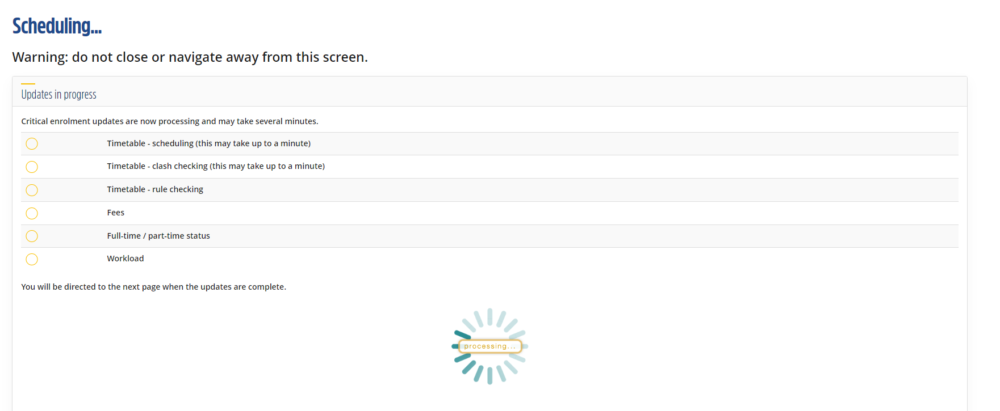 Scheduling...
Warning: do not close or navigate away from this screen.
Updates in progress
Critical enrolment updates are now processing and may take several minutes.
Timetable - scheduling (this may take up to a minute)
Timetable - clash checking (this may take up to a minute)
Timetable - rule checking
Fees
Full-time / part-time status
Workload
You will be directed to the next page when the updates are complete.
processing...